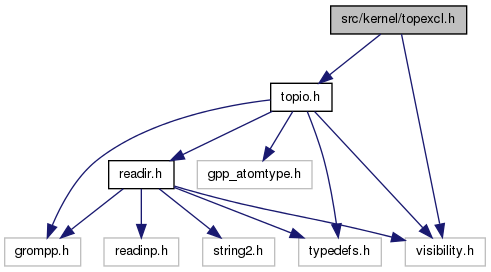 src/kernel/topexcl.h
topio.h
readir.h
gpp_atomtype.h
grompp.h
readinp.h
string2.h
typedefs.h
visibility.h